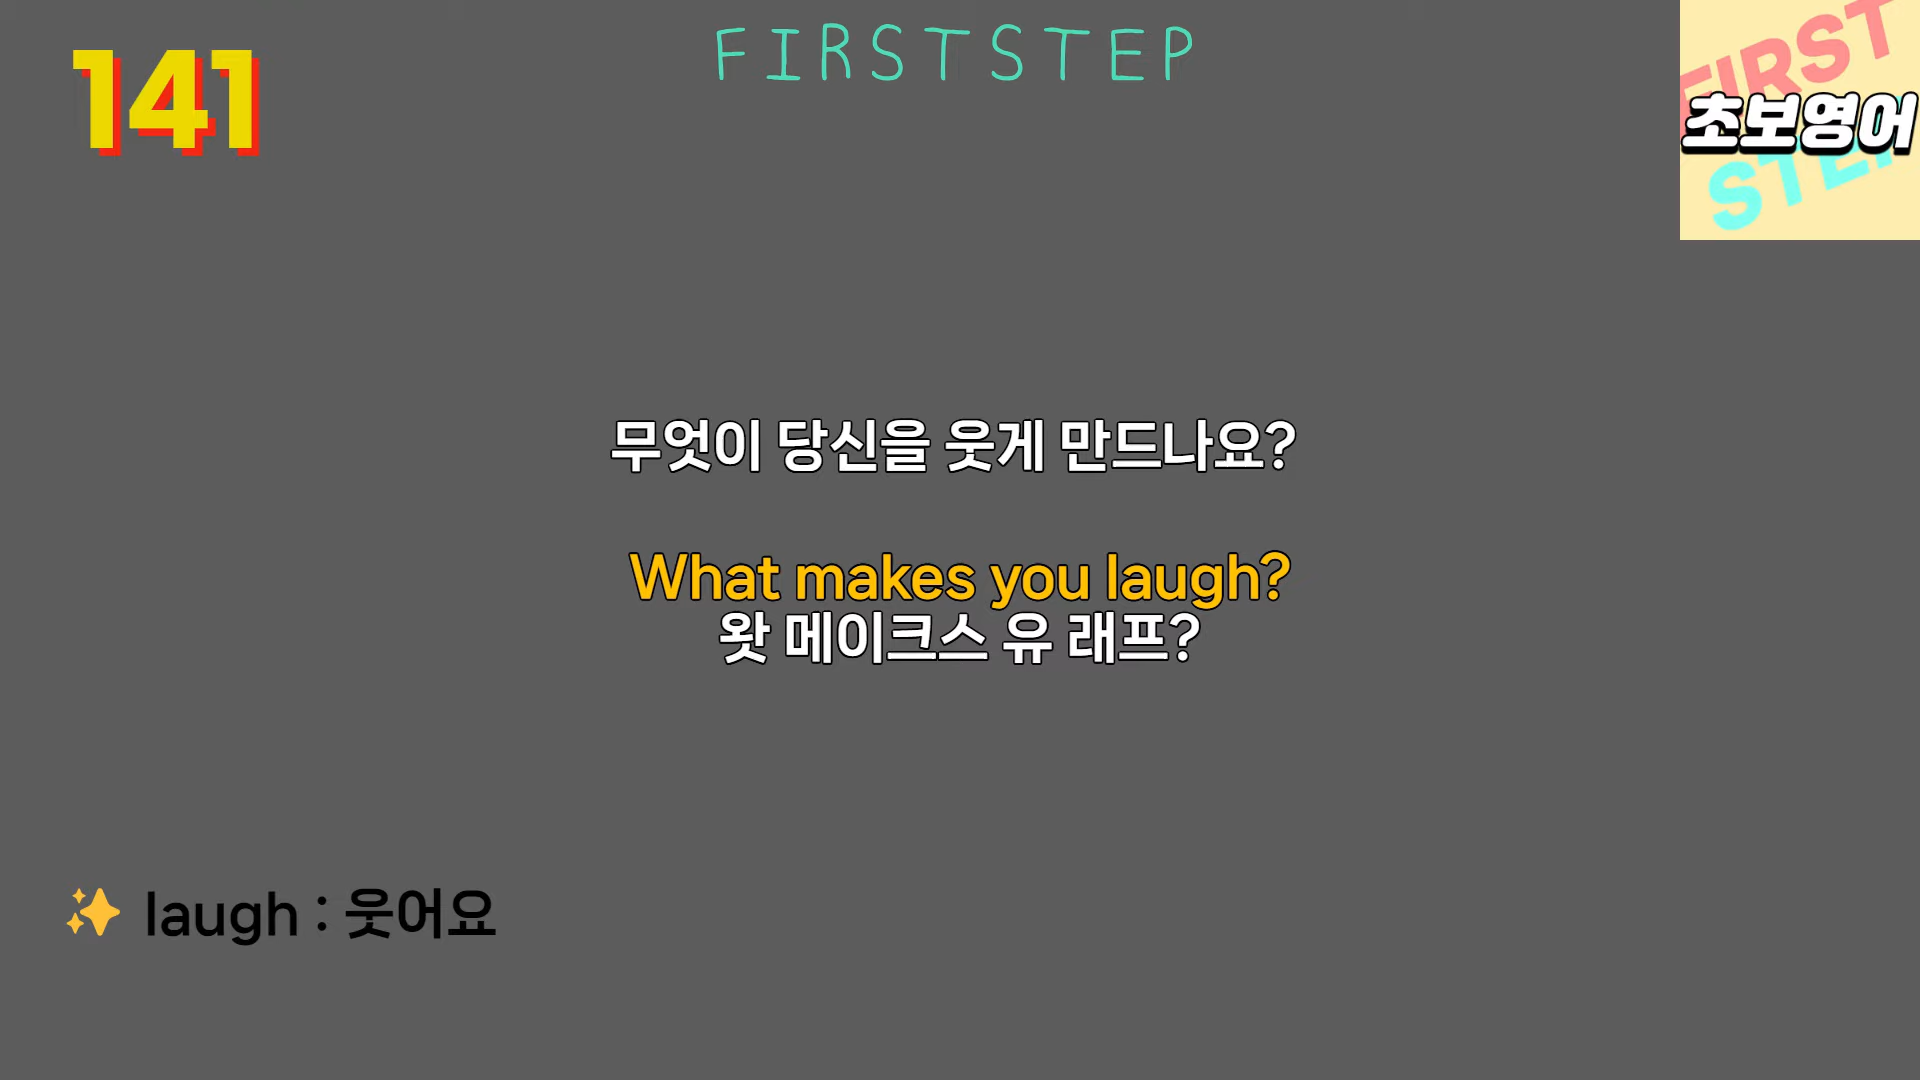 141
FIRSTSTEP
FIRST
초보영어
STEP
무엇이 당신을 웃게 만드나요?
What makes you laugh?
왓 메이크스 유 래프?
✨ laugh : 웃어요